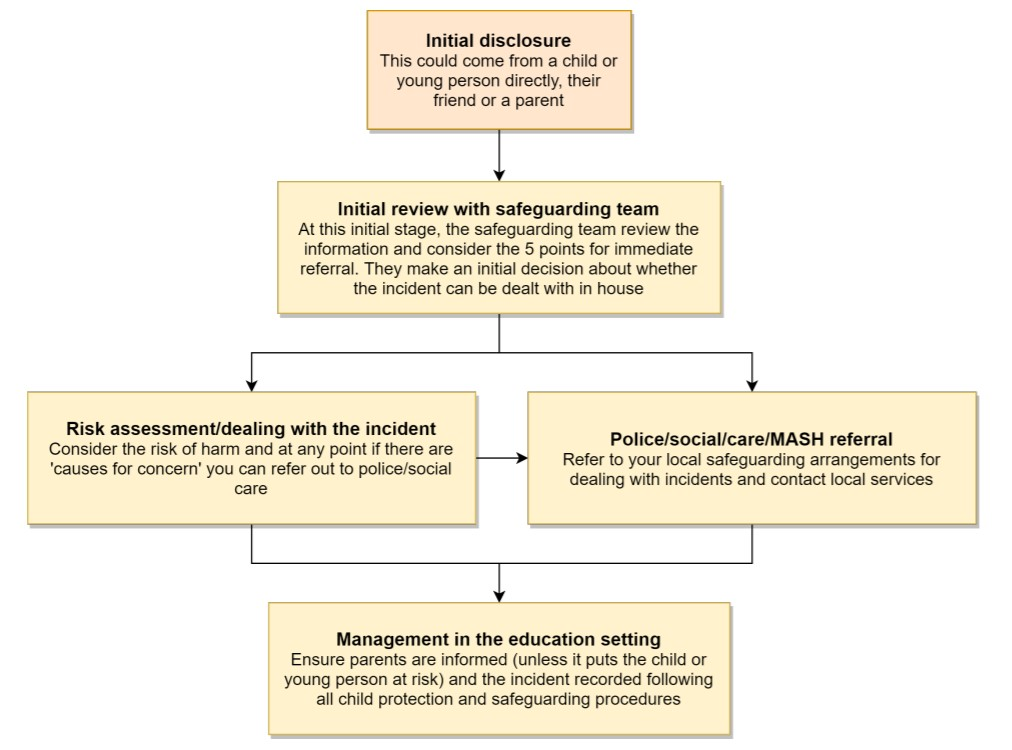 Initial disclosure
This could come from a child or
young person directly, their
friend or a parent
Initial review with safeguarding team
At this initial stage, the safeguarding team review the
information and consider the 5 points for immediate
referral. They make an initial decision about whether
the incident can be dealt with in house
Risk assessment/dealing with the incident
Consider the risk of harm and at any point if there are
'causes for concern' you can refer out to police/social
care
Police/social/care/MASH referral
Refer to your local safeguarding arrangements for
dealing with incidents and contact local services
Management in the education setting
Ensure parents are informed (unless it puts the child or
young person at risk) and the incident recorded following
all child protection and safeguarding procedures